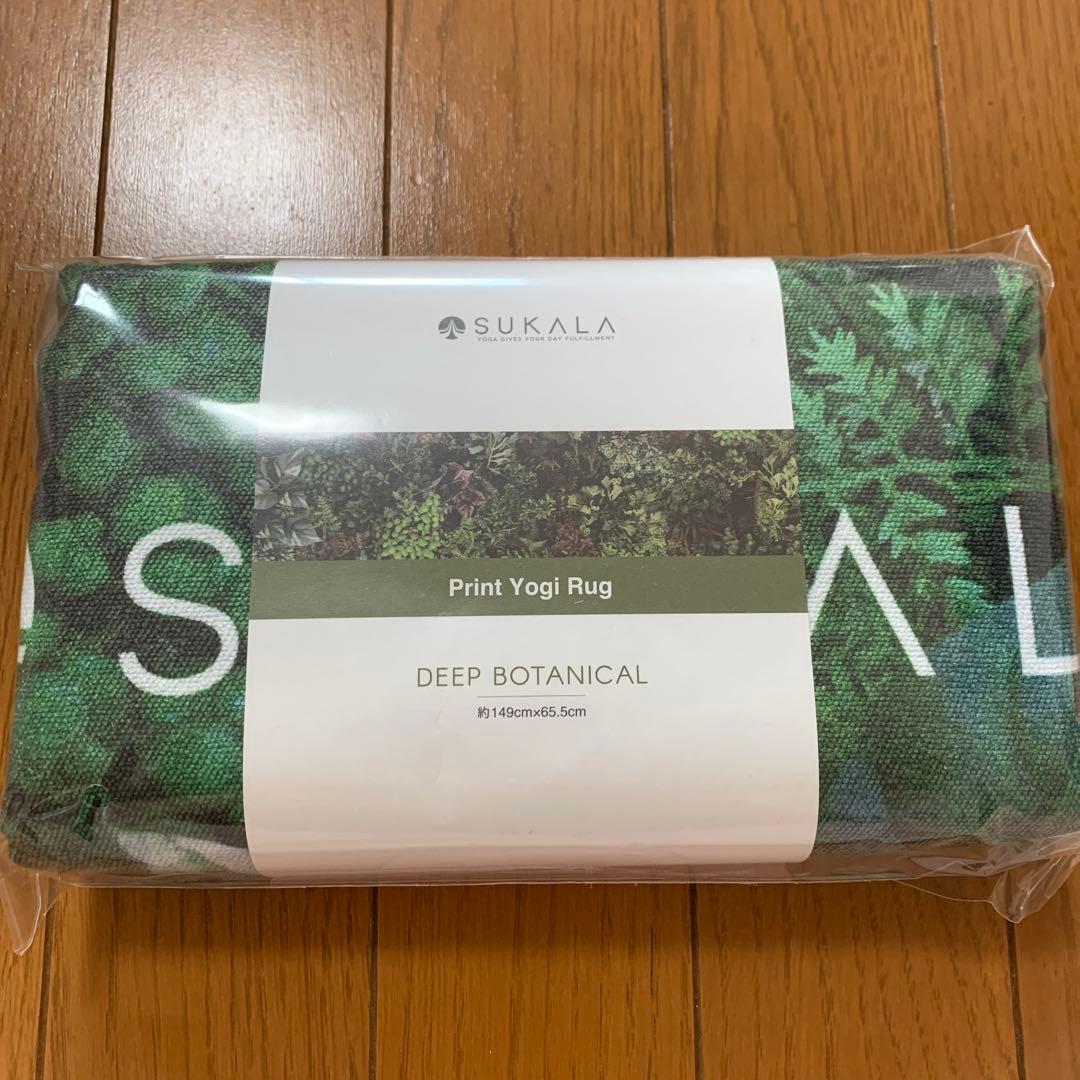 SUKALA
YOGA GIVES YOUR DAY FULFILLMENT
Print Yogi Rug
S AL
DEEP BOTANICAL
約149cm×65.5cm